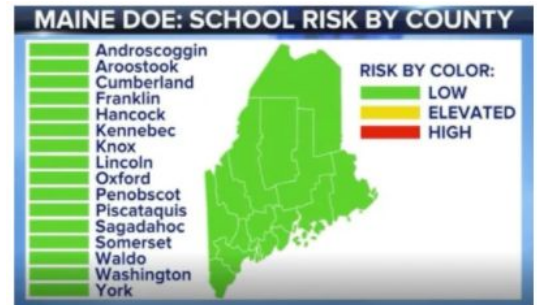 MAINE DOE: SCHOOL RISK BY COUNTY
Androscoggin
Aroostook
Cumberland
Franklin
Hancock
Kennebec
Knox
Lincoln
Oxford
Penobscot
Piscataquis
Sagadahoc
Somerset
Waldo
Washington
York
RISK BY COLOR:
LOW
ELEVATED
HIGH